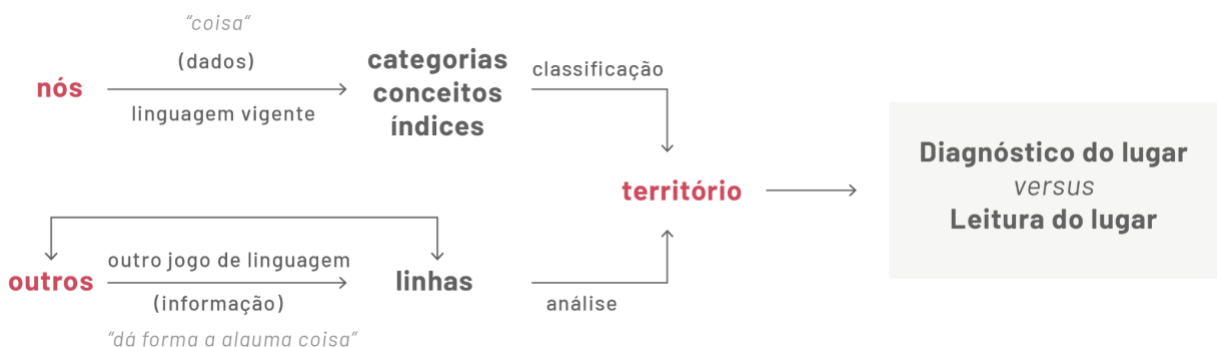 “coisa”
(dados)
nós
linguagem vigente
categorias
conceitos
índices
classificação
território
Diagnóstico do lugar
versus
Leitura do lugar
outros
outro jogo de linguagem
(informação)
“dá forma a alguma coisa”
linhas
análise